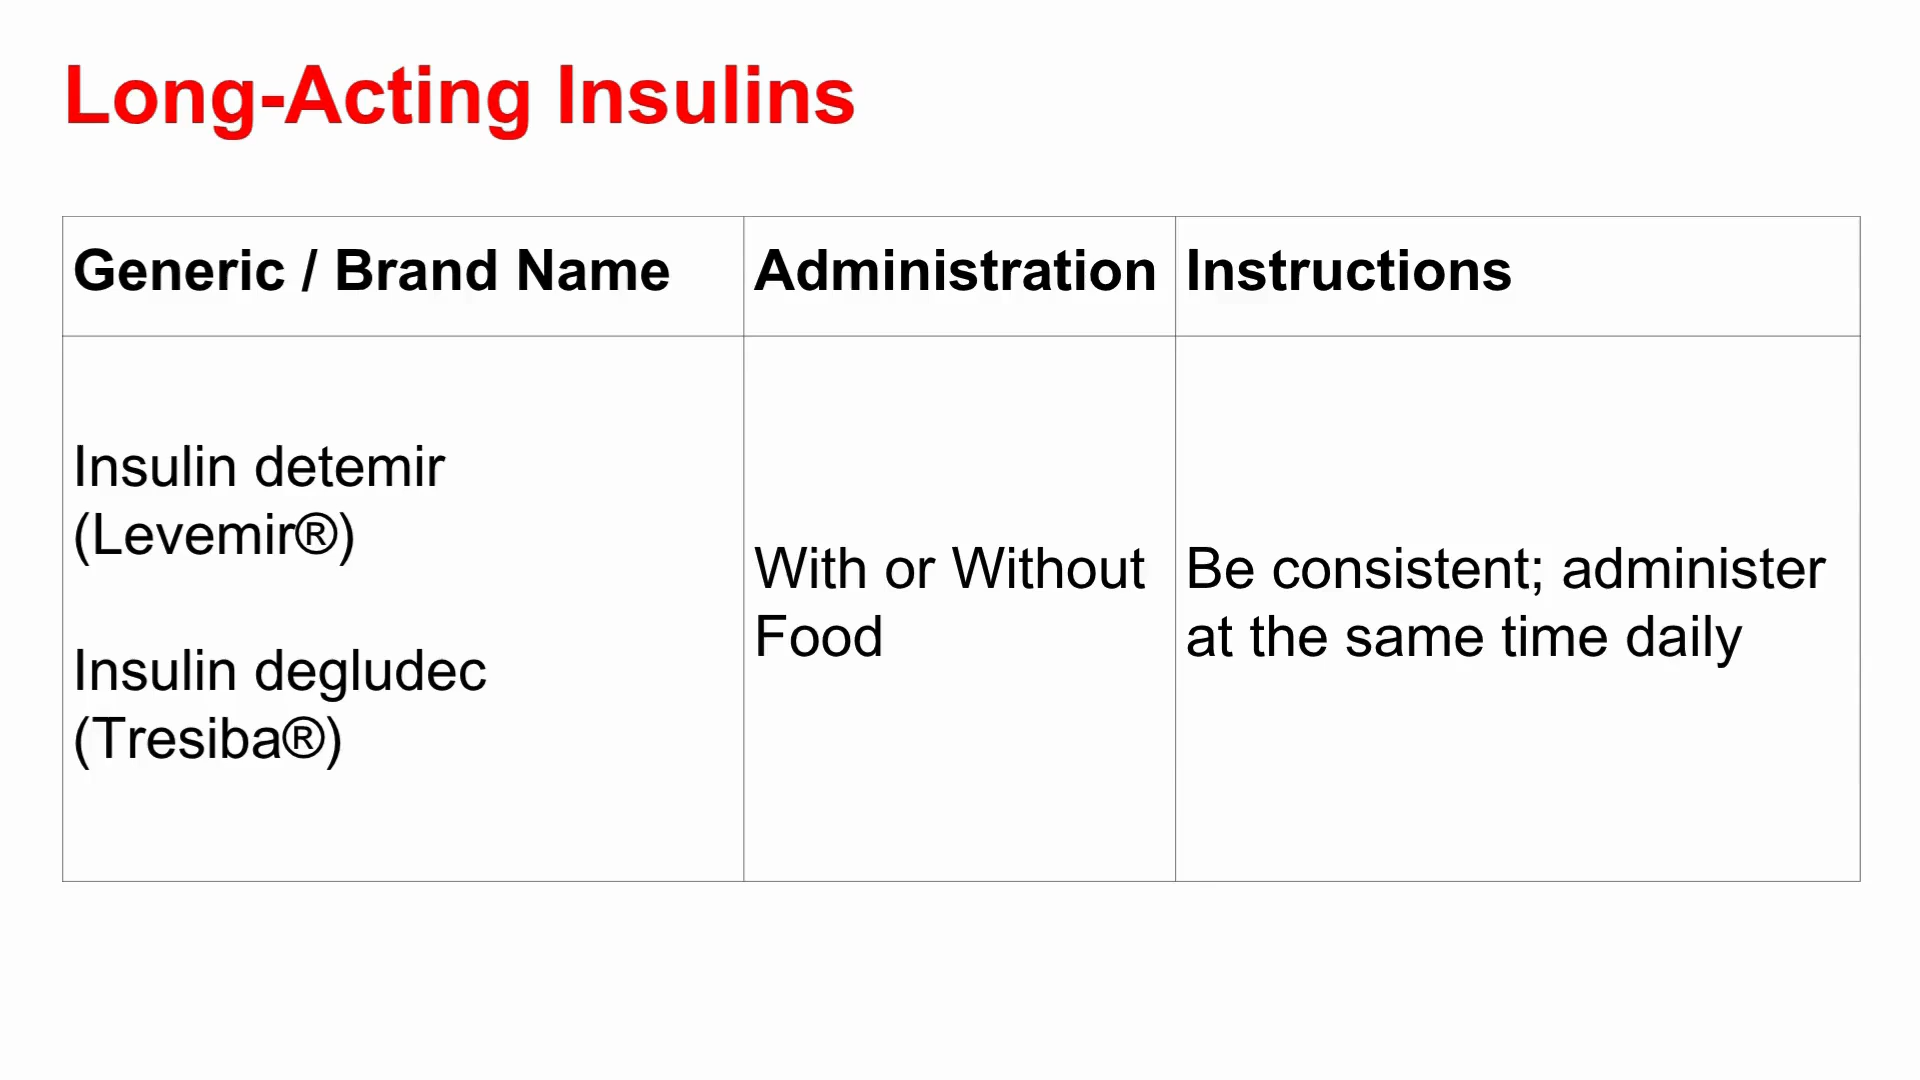 Long-Acting Insulins
Generic / Brand Name
Administration
Instructions
Insulin detemir
(Levemir®)
Insulin degludec
(Tresiba®)
With or Without
Food
Be consistent; administer
at the same time daily